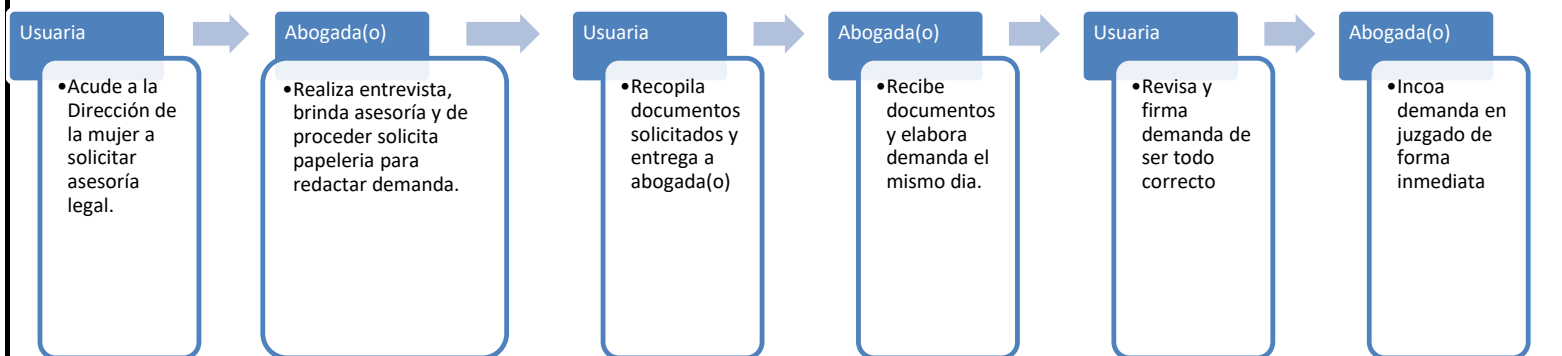 Usuaria
•Acude a la
Dirección de
la mujer a
solicitar
asesoría
legal.
Abogada(o)
•Realiza entrevista,
brinda asesoría y de
proceder solicita
papeleria para
redactar demanda.
Usuaria
•Recopila
documentos
solicitados y
entrega a
abogada(o)
Abogada(o)
•Recibe
documentos
y elabora
demanda el
mismo dia.
Usuaria
•Revisa y
firma
demanda de
ser todo
correcto
Abogada(o)
•Incoa
demanda en
juzgado de
forma
inmediata